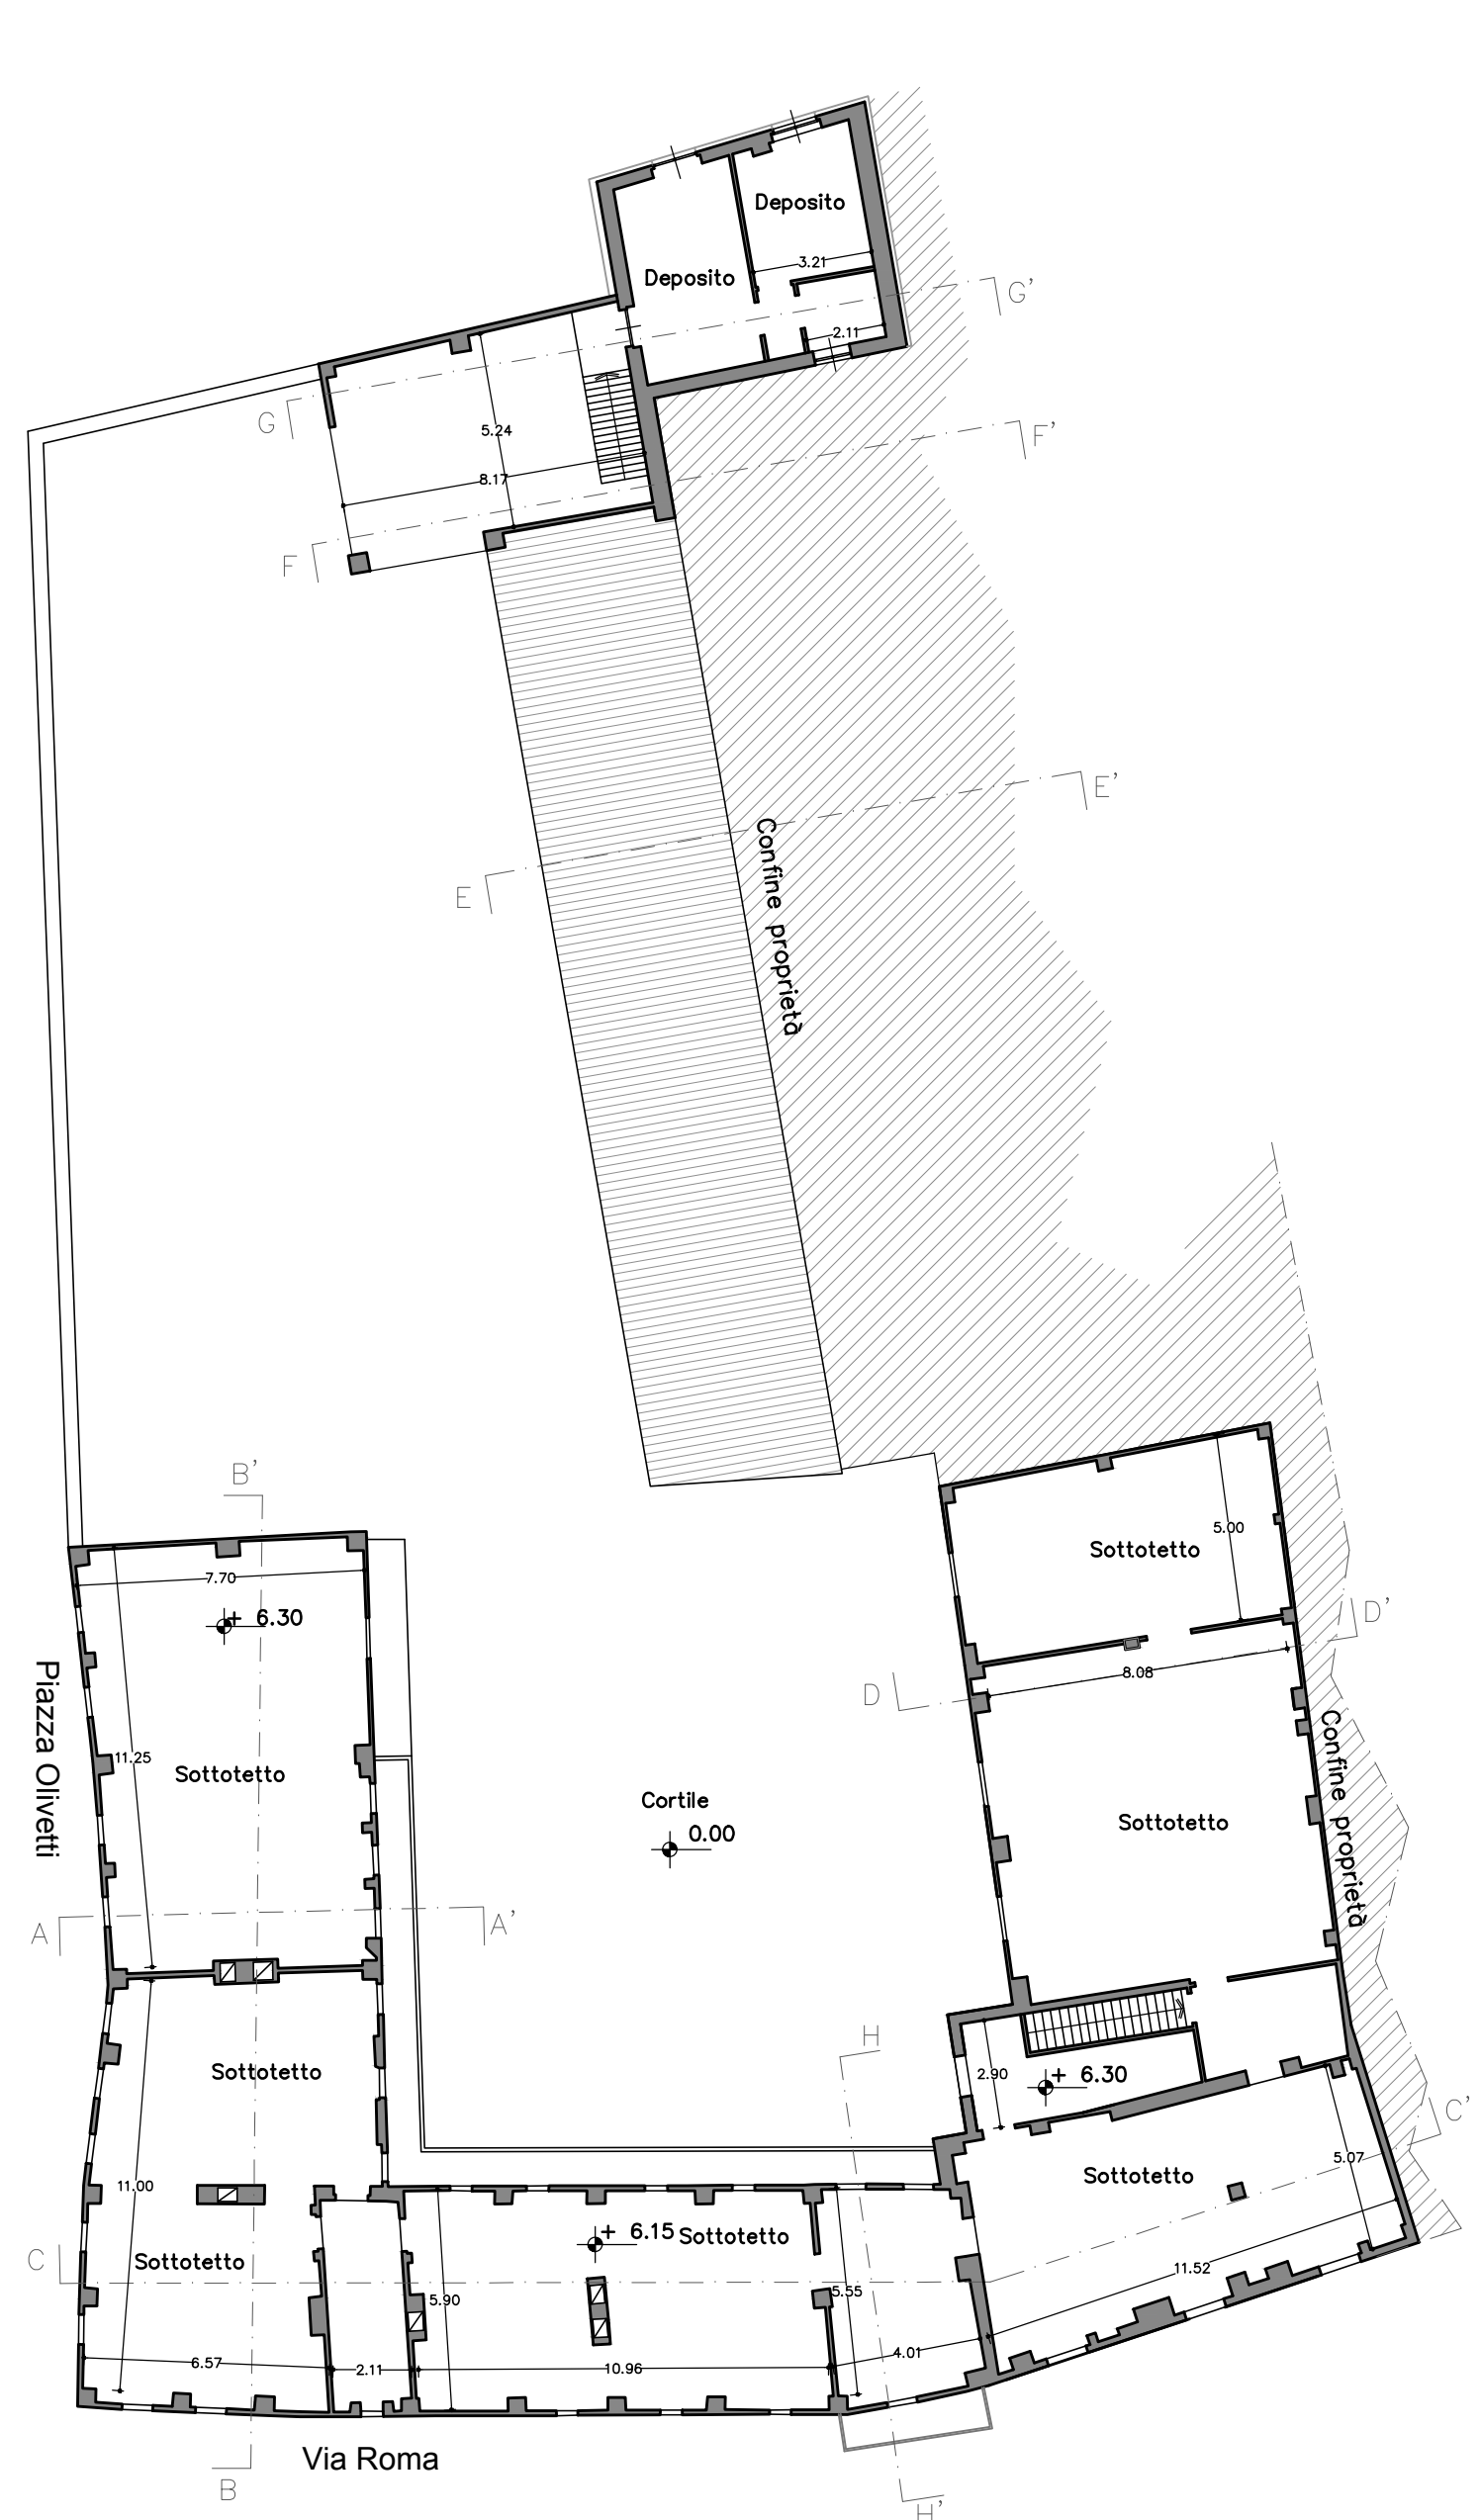 Deposito
3.21
Deposito
G'
2.11
G
5.24
F'
8.17
F
E'
E
Confine proprietà
B'
5.00
Sottotetto
7.70
+ 6.30
D'
8.08
D
Piazza Olivetti
11.25
Sottotetto
Cortile
0.00
Sottotetto
Confine proprietà
A
A'
H
Sottotetto
2.90
+ 6.30
C'
11.00
5.07
Sottotetto
+ 6.15
Sottotetto
C
Sottotetto
11.52
5.90
5.55
6.57
2.11
10.96
4.01
Via Roma
B
H'